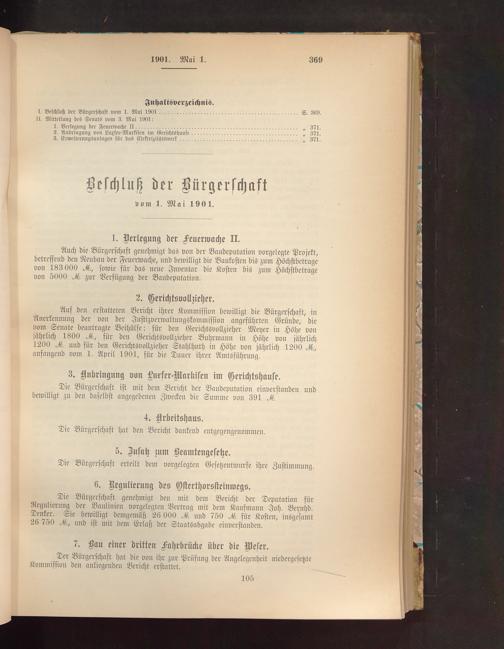 1901. Mai 1. 369
Inhaltsverzeichnis.
I. Beschluß der Bürgerschaft vom 1. Mai 1901 S. 369.
II. Mitteilung des Senats vom 3. Mai 1901:
1. Verlegung der Feuerwache II „ 371.
2. Anbringung von Luxfer-Markisen im Gerichtshause „ 371.
3. Erweiterungsanlagen für das Elektrizitätswerk „ 371.
Beschluß der Bürgerschaft
vom 1. Mai 1901.
1. Verlegung der Feuerwache II.
Auch die Bürgerschaft genehmigt das von der Baudeputation vorgelegte Projekt,
betreffend den Neubau der Feuerwache, und bewilligt die Baukosten bis zum Höchstbetrage
von 183 000 ℳ, sowie für das neue Inventar die Kosten bis zum Höchstbetrage
von 5000 ℳ zur Verfügung der Baudeputation.
2. Gerichtsvollzieher.
Auf den erstatteten Bericht ihrer Kommission bewilligt die Bürgerschaft, in
Anerkennung der von der Justizverwaltungskommission angeführten Gründe, die
vom Senate beantragte Beihülfe: für den Gerichtsvollzieher Meyer in Höhe von
jährlich 1800 ℳ, für den Gerichtsvollzieher Buhrmann in Höhe von jährlich
1200 ℳ und für den Gerichtsvollzieher Stahlhuth in Höhe von jährlich 1200 ℳ,
anfangend vom 1. April 1901, für die Dauer ihrer Amtsführung.
3. Anbringung von Luxfer-Markisen im Gerichtshause.
Die Bürgerschaft ist mit dem Bericht der Baudeputation einverstanden und
bewilligt zu den daselbst angegebenen Zwecken die Summe von 391 ℳ
4. Arbeitshaus.
Die Bürgerschaft hat den Bericht dankend entgegengenommen.
5. Zusatz zum Beamtengesetze.
Die Bürgerschaft erteilt dem vorgelegten Gesetzentwurfe ihre Zustimmung.
6. Regulierung des Osterthorssteinwegs.
Die Bürgerschaft genehmigt den mit dem Bericht der Deputation für
Regulierung der Baulinien vorgelegten Vertrag mit dem Kaufmann Joh. Bernhd.
Denker. Sie bewilligt demgemäß 26 000 ℳ und 750 ℳ für Kosten, insgesamt
26 750 ℳ, und ist mit dem Erlaß der Staatsabgabe einverstanden.
7. Bau einer dritten Fahrbrücke über die Weser.
Der Bürgerschaft hat die von ihr zur Prüfung der Angelegenheit niedergesetzte
Kommission den anliegenden Bericht erstattet.
105